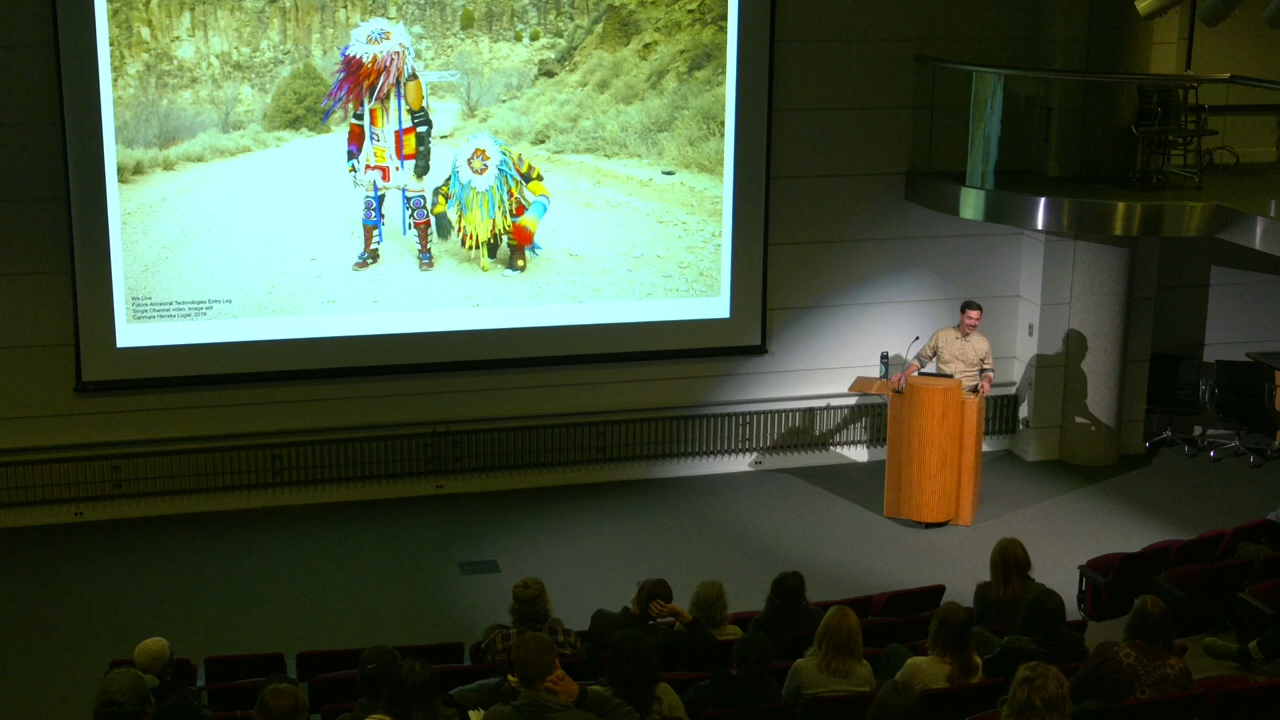 We Live
Future Ancestral Technologies Entry Log
Single Channel video, image still
Cannupa Hanska Luger, 2019